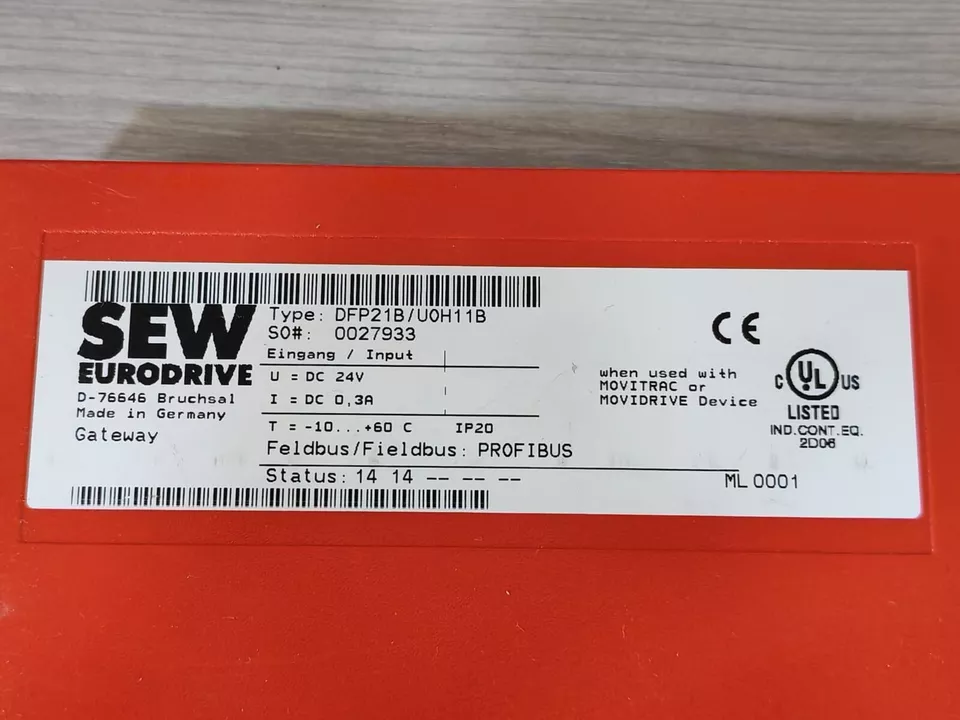 SEW
EURODRIVE
D-76646 Bruchsal
Made in Germany
Gateway
Type: DFP21B/UOH11B
SO#: 0027933
Eingang / Input
U = DC 24V
I = DC 0,3A
T = -10...+60 C IP20
Feldbus/Fieldbus: PROFIBUS
Status: 14 14 -- -- --
ML 0001
CE
when used with
MOVITRAC or
MOVIDRIVE Device
C UL US
LISTED
IND.CONT.EQ.
2D06